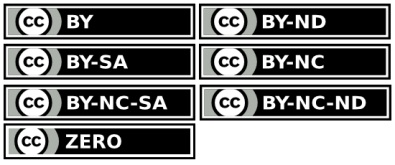 cc BY
cc BY-ND
cc BY-SA
cc BY-NC
cc BY-NC-SA
cc BY-NC-ND
cc ZERO